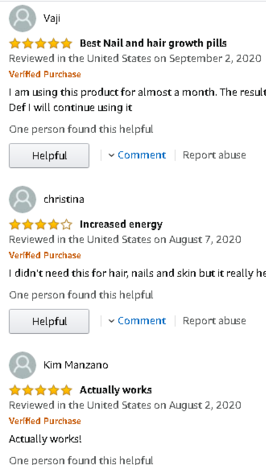 Vaji
Best Nail and hair growth pills
Reviewed in the United States on September 2, 2020
Verified Purchase
I am using this product for almost a month. The result
Def I will continue using it
One person found this helpful
Helpful | Comment | Report abuse
christina
Increased energy
Reviewed in the United States on August 7, 2020
Verified Purchase
I didn't need this for hair, nails and skin but it really he
One person found this helpful
Helpful | Comment | Report abuse
Kim Manzano
Actually works
Reviewed in the United States on August 2, 2020
Verified Purchase
Actually works!
One person found this helpful